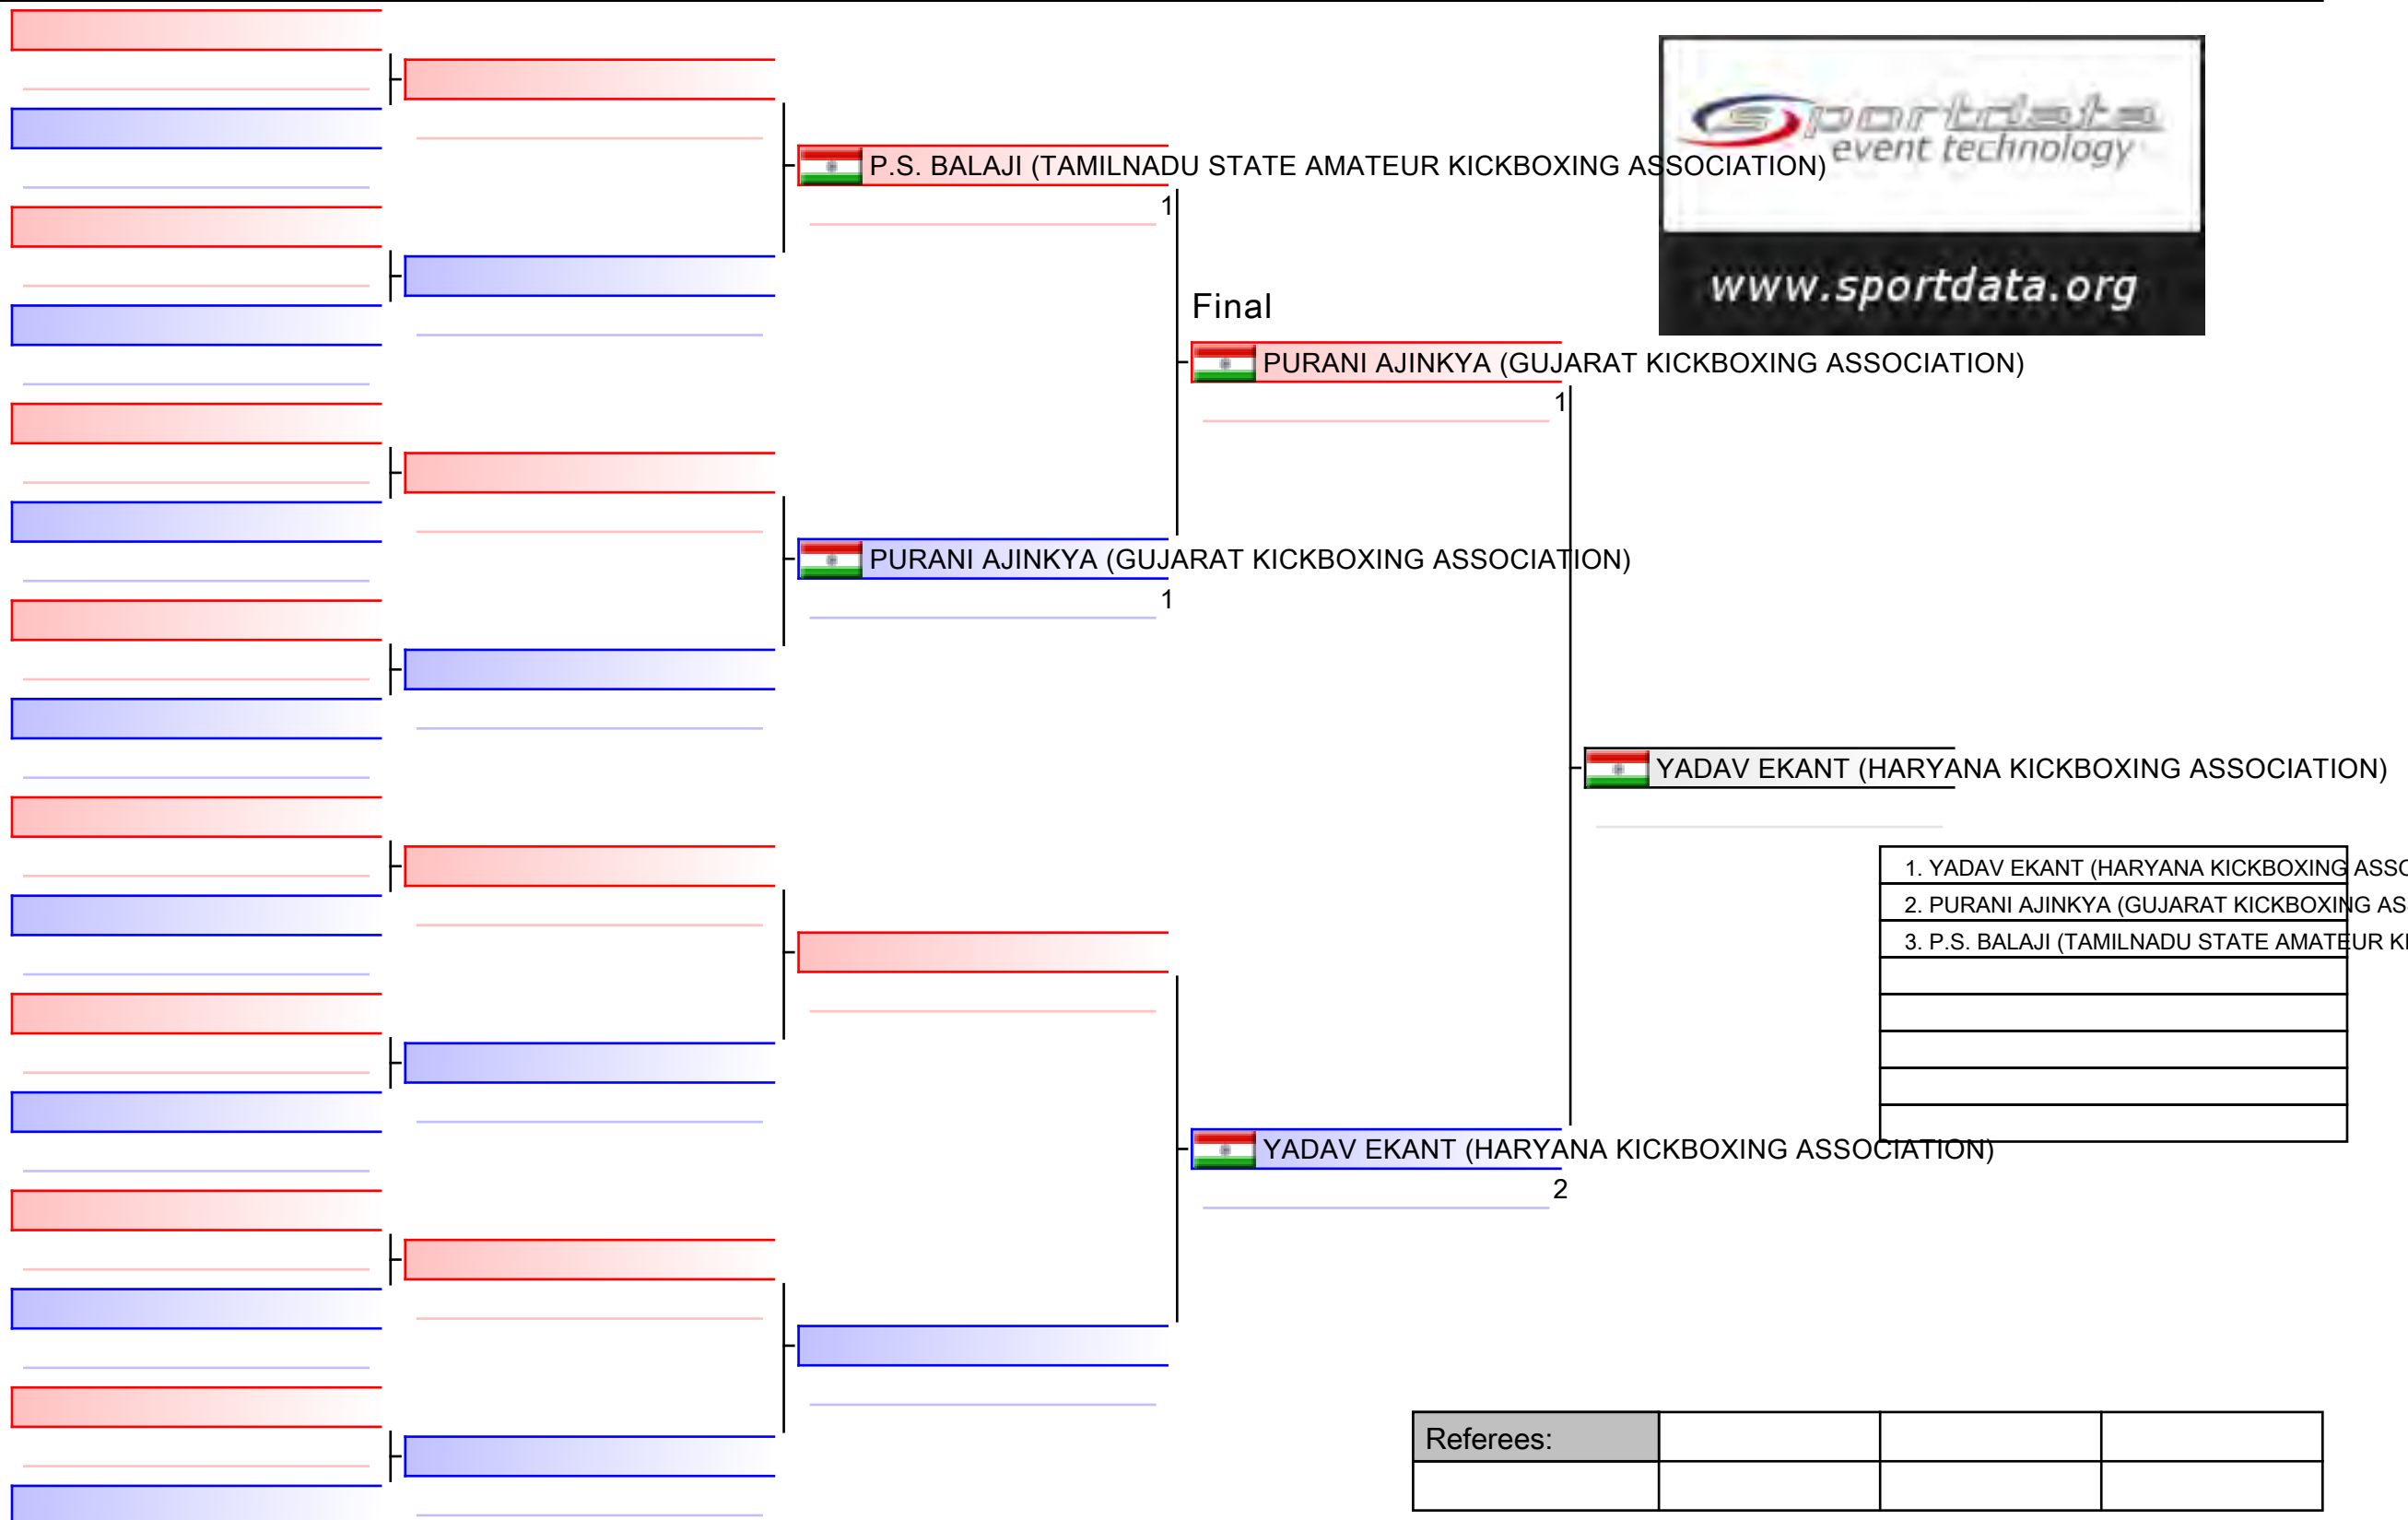 sportdata
event technology
www.sportdata.org
P.S. BALAJI (TAMILNADU STATE AMATEUR KICKBOXING ASSOCIATION)
1
Final
PURANI AJINKYA (GUJARAT KICKBOXING ASSOCIATION)
1
PURANI AJINKYA (GUJARAT KICKBOXING ASSOCIATION)
1
YADAV EKANT (HARYANA KICKBOXING ASSOCIATION)
1. YADAV EKANT (HARYANA KICKBOXING ASSO
2. PURANI AJINKYA (GUJARAT KICKBOXING AS
3. P.S. BALAJI (TAMILNADU STATE AMATEUR KI
YADAV EKANT (HARYANA KICKBOXING ASSOCIATION)
2
Referees: